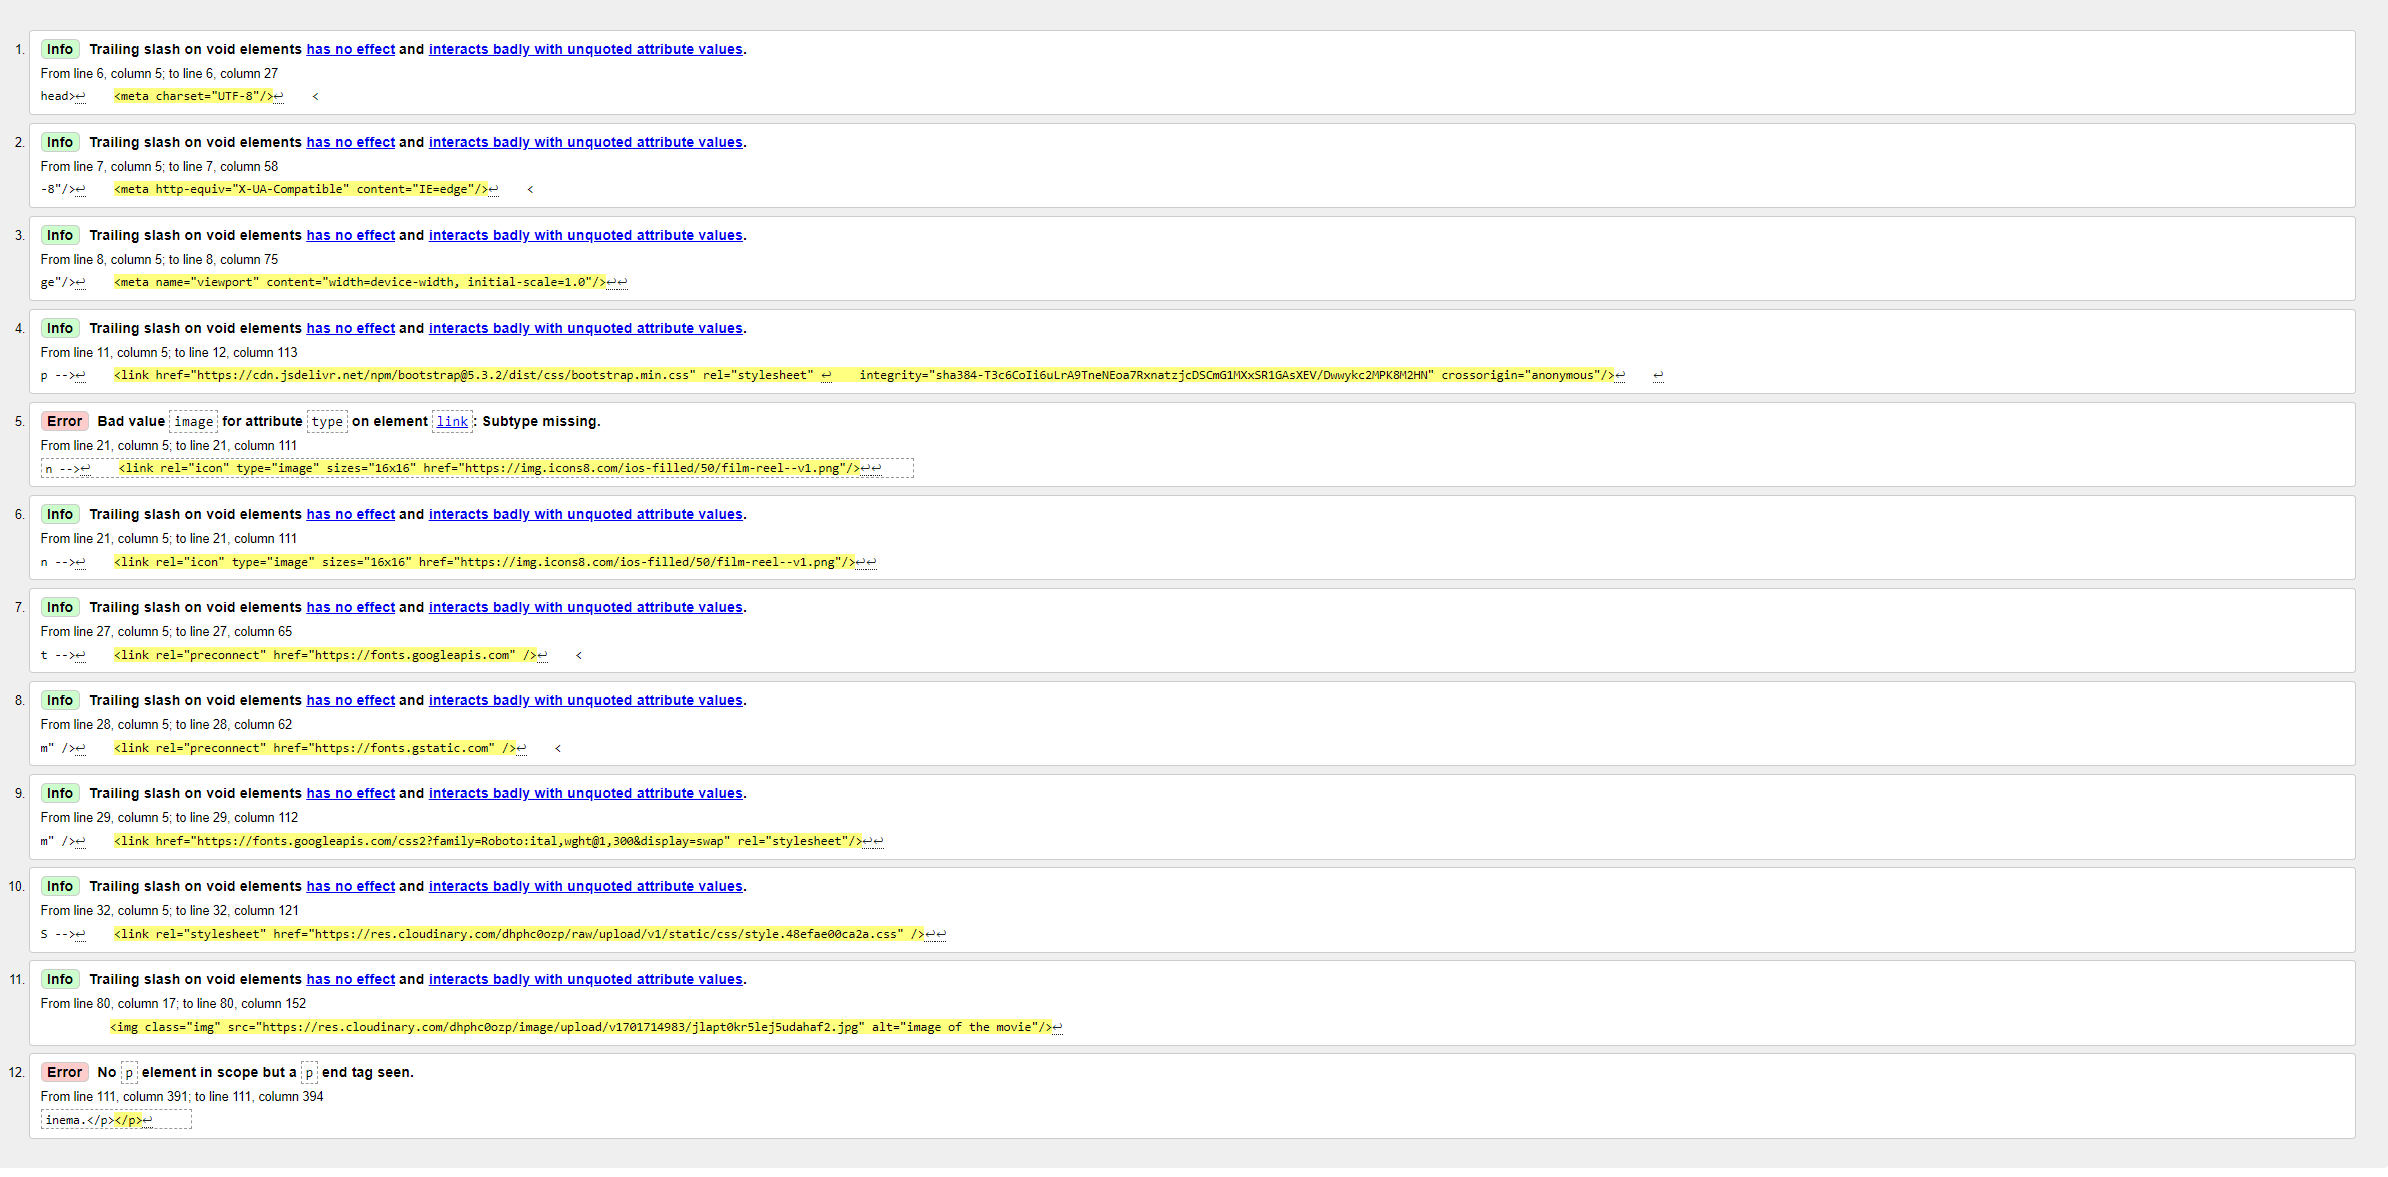 1. Info Trailing slash on void elements has no effect and interacts badly with unquoted attribute values.
From line 6, column 5; to line 6, column 27
head>↩    <meta charset="UTF-8"/>↩    <
2. Info Trailing slash on void elements has no effect and interacts badly with unquoted attribute values.
From line 7, column 5; to line 7, column 58
-8"/>↩    <meta http-equiv="X-UA-Compatible" content="IE=edge"/>↩    <
3. Info Trailing slash on void elements has no effect and interacts badly with unquoted attribute values.
From line 8, column 5; to line 8, column 75
ge"/>↩    <meta name="viewport" content="width=device-width, initial-scale=1.0"/>↩↩
4. Info Trailing slash on void elements has no effect and interacts badly with unquoted attribute values.
From line 11, column 5; to line 12, column 113
p -->↩    <link href="https://cdn.jsdelivr.net/npm/bootstrap@5.3.2/dist/css/bootstrap.min.css" rel="stylesheet" ↩    integrity="sha384-T3c6CoIi6uLrA9TneNEoa7RxnatzjcDSCmG1MXxSR1GAsXEV/Dwwykc2MPK8M2HN" crossorigin="anonymous"/>↩    ↩
5. Error Bad value image for attribute type on element link: Subtype missing.
From line 21, column 5; to line 21, column 111
n -->↩    <link rel="icon" type="image" sizes="16x16" href="https://img.icons8.com/ios-filled/50/film-reel--v1.png"/>↩↩
6. Info Trailing slash on void elements has no effect and interacts badly with unquoted attribute values.
From line 21, column 5; to line 21, column 111
n -->↩    <link rel="icon" type="image" sizes="16x16" href="https://img.icons8.com/ios-filled/50/film-reel--v1.png"/>↩↩
7. Info Trailing slash on void elements has no effect and interacts badly with unquoted attribute values.
From line 27, column 5; to line 27, column 65
t -->↩    <link rel="preconnect" href="https://fonts.googleapis.com" />↩    <
8. Info Trailing slash on void elements has no effect and interacts badly with unquoted attribute values.
From line 28, column 5; to line 28, column 62
m" />↩    <link rel="preconnect" href="https://fonts.gstatic.com" />↩    <
9. Info Trailing slash on void elements has no effect and interacts badly with unquoted attribute values.
From line 29, column 5; to line 29, column 112
m" />↩    <link href="https://fonts.googleapis.com/css2?family=Roboto:ital,wght@1,300&display=swap" rel="stylesheet"/>↩↩
10. Info Trailing slash on void elements has no effect and interacts badly with unquoted attribute values.
From line 32, column 5; to line 32, column 121
S -->↩    <link rel="stylesheet" href="https://res.cloudinary.com/dhphc0ozp/raw/upload/v1/static/css/style.48efae00ca2a.css" />↩↩
11. Info Trailing slash on void elements has no effect and interacts badly with unquoted attribute values.
From line 80, column 17; to line 80, column 152
<img class="img" src="https://res.cloudinary.com/dhphc0ozp/image/upload/v1701714983/jlapt0kr5lej5udahaf2.jpg" alt="image of the movie"/>↩
12. Error No p element in scope but a p end tag seen.
From line 111, column 391; to line 111, column 394
inema.</p></p>↩